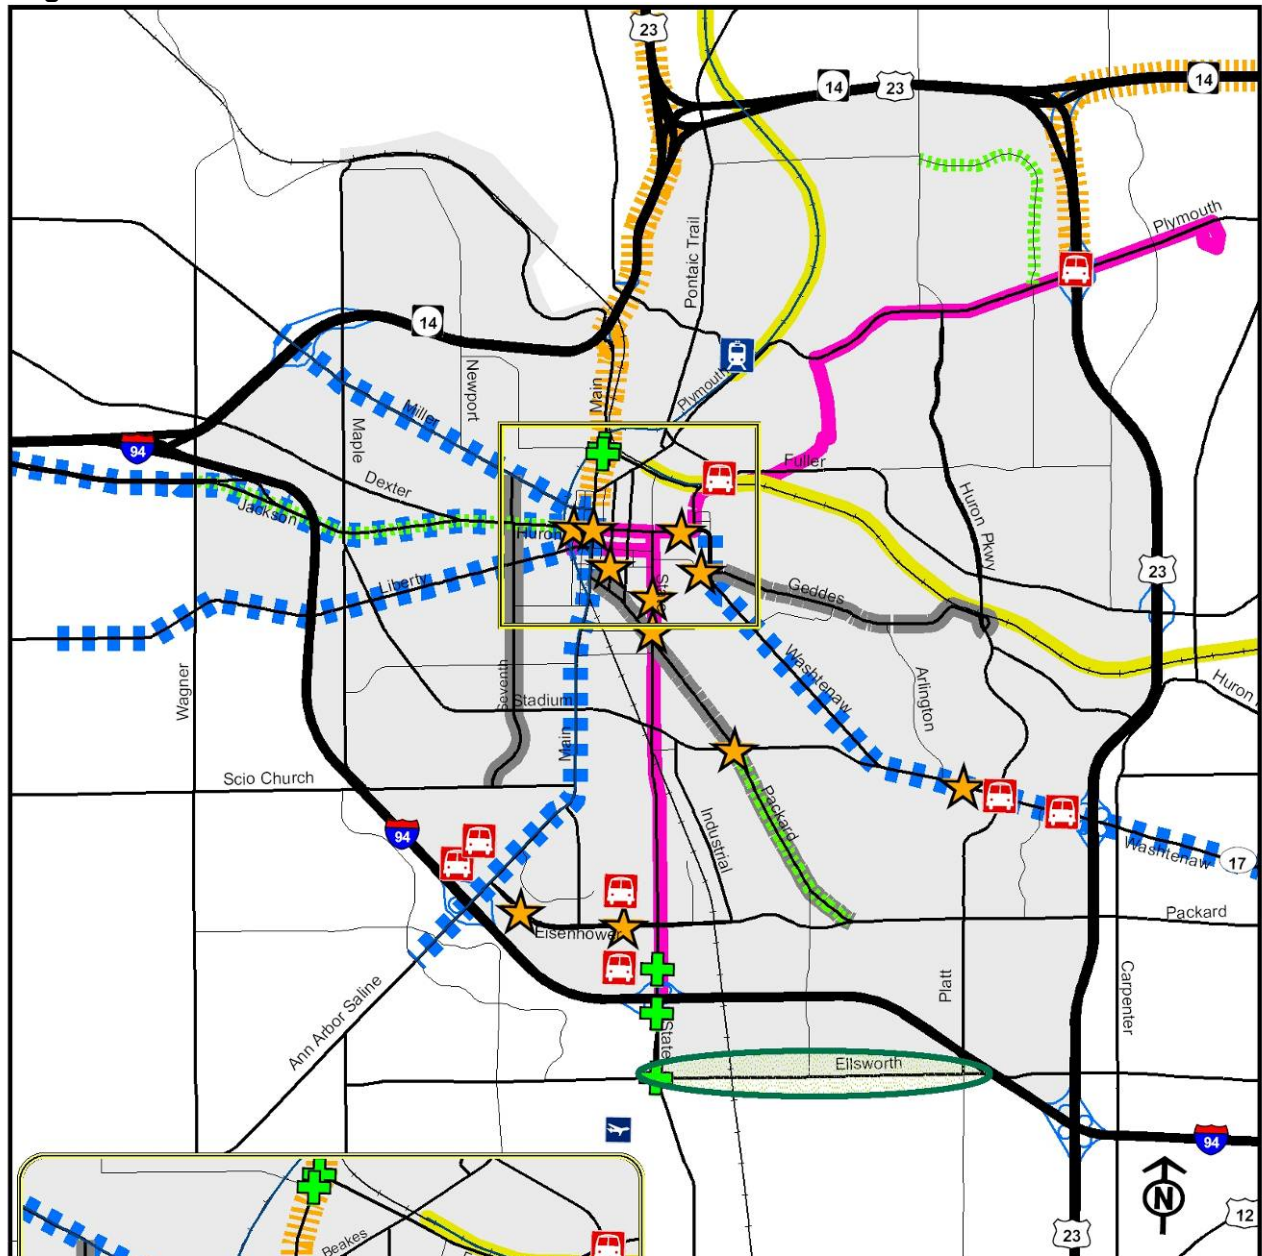 23
14
23
14
Plymouth
Pontaic Trail
14
Newport
Main
Plymouth
Miller
Maple
94
Dexter
Fuller
Jackson
Huron
Huron Pkwy
Liberty
State
Geddes
23
Wagner
Seventh
Stadium
Main
Washtenaw
Arlington
Huron
Scio Church
94
Industrial
Packard
Washtenaw
17
Eisenhower
Packard
Ann Arbor Saline
State
Platt
Carpenter
Ellsworth
94
N
12
23
Beakes